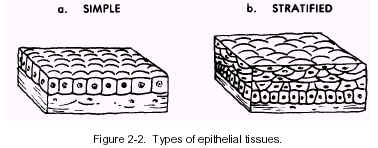 a. SIMPLE
b. STRATIFIED
Figure 2-2. Types of epithelial tissues.